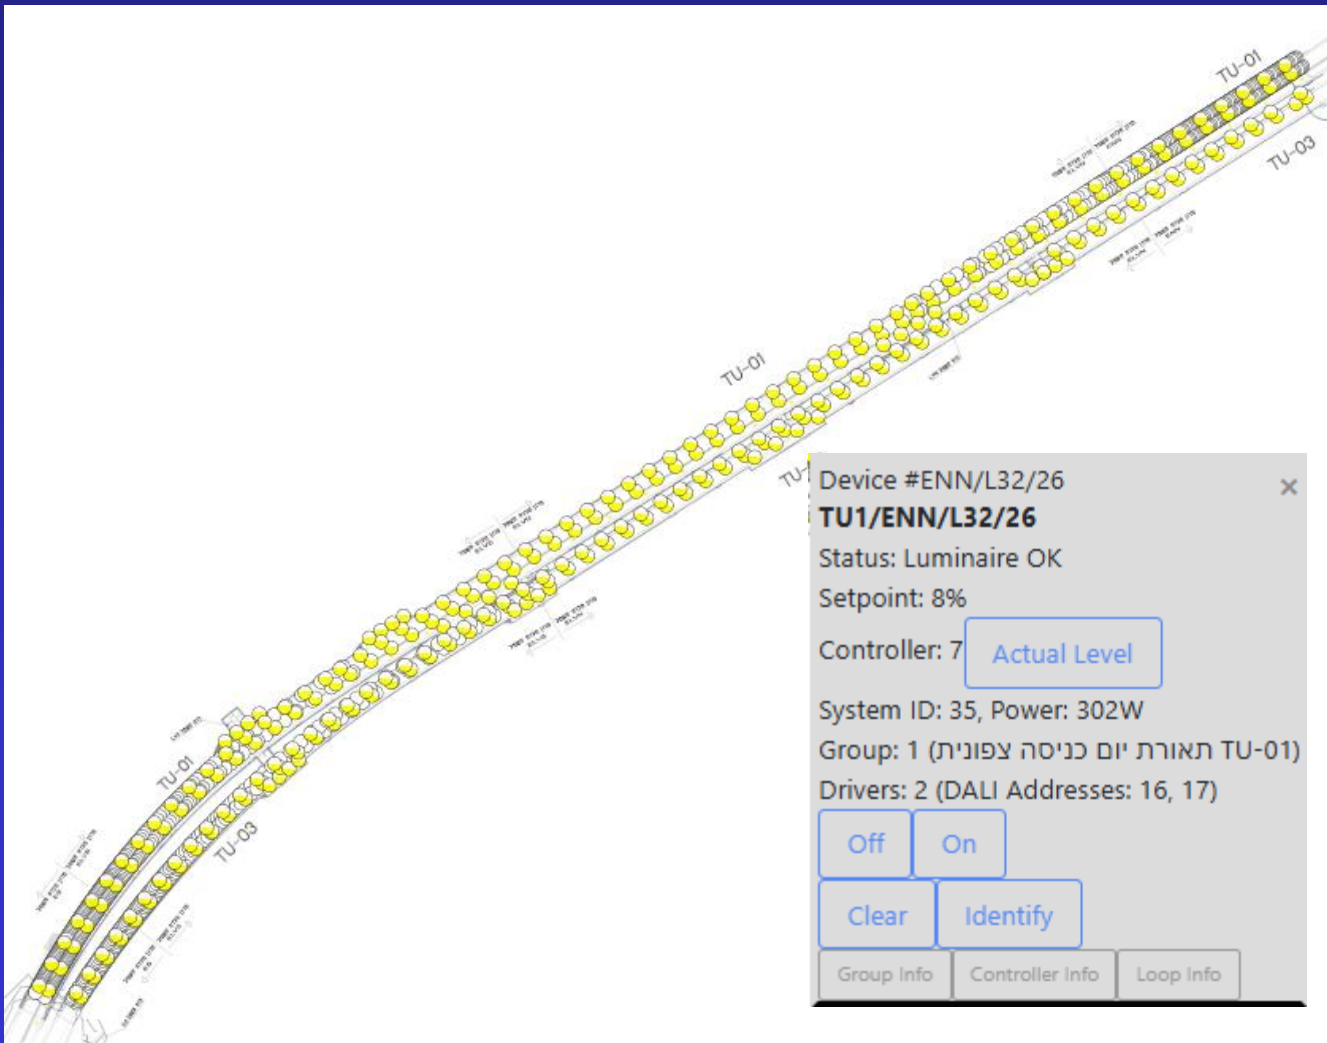 TU-01
TU-03
TU-01
TU-
TU-01
TU-03
Device #ENN/L32/26
×
TU1/ENN/L32/26
Status: Luminaire OK
Setpoint: 8%
Controller: 7 Actual Level
System ID: 35, Power: 302W
Group: 1 (תאורת יום כניסה צפונית TU-01)
Drivers: 2 (DALI Addresses: 16, 17)
Off On
Clear Identify
Group Info Controller Info Loop Info